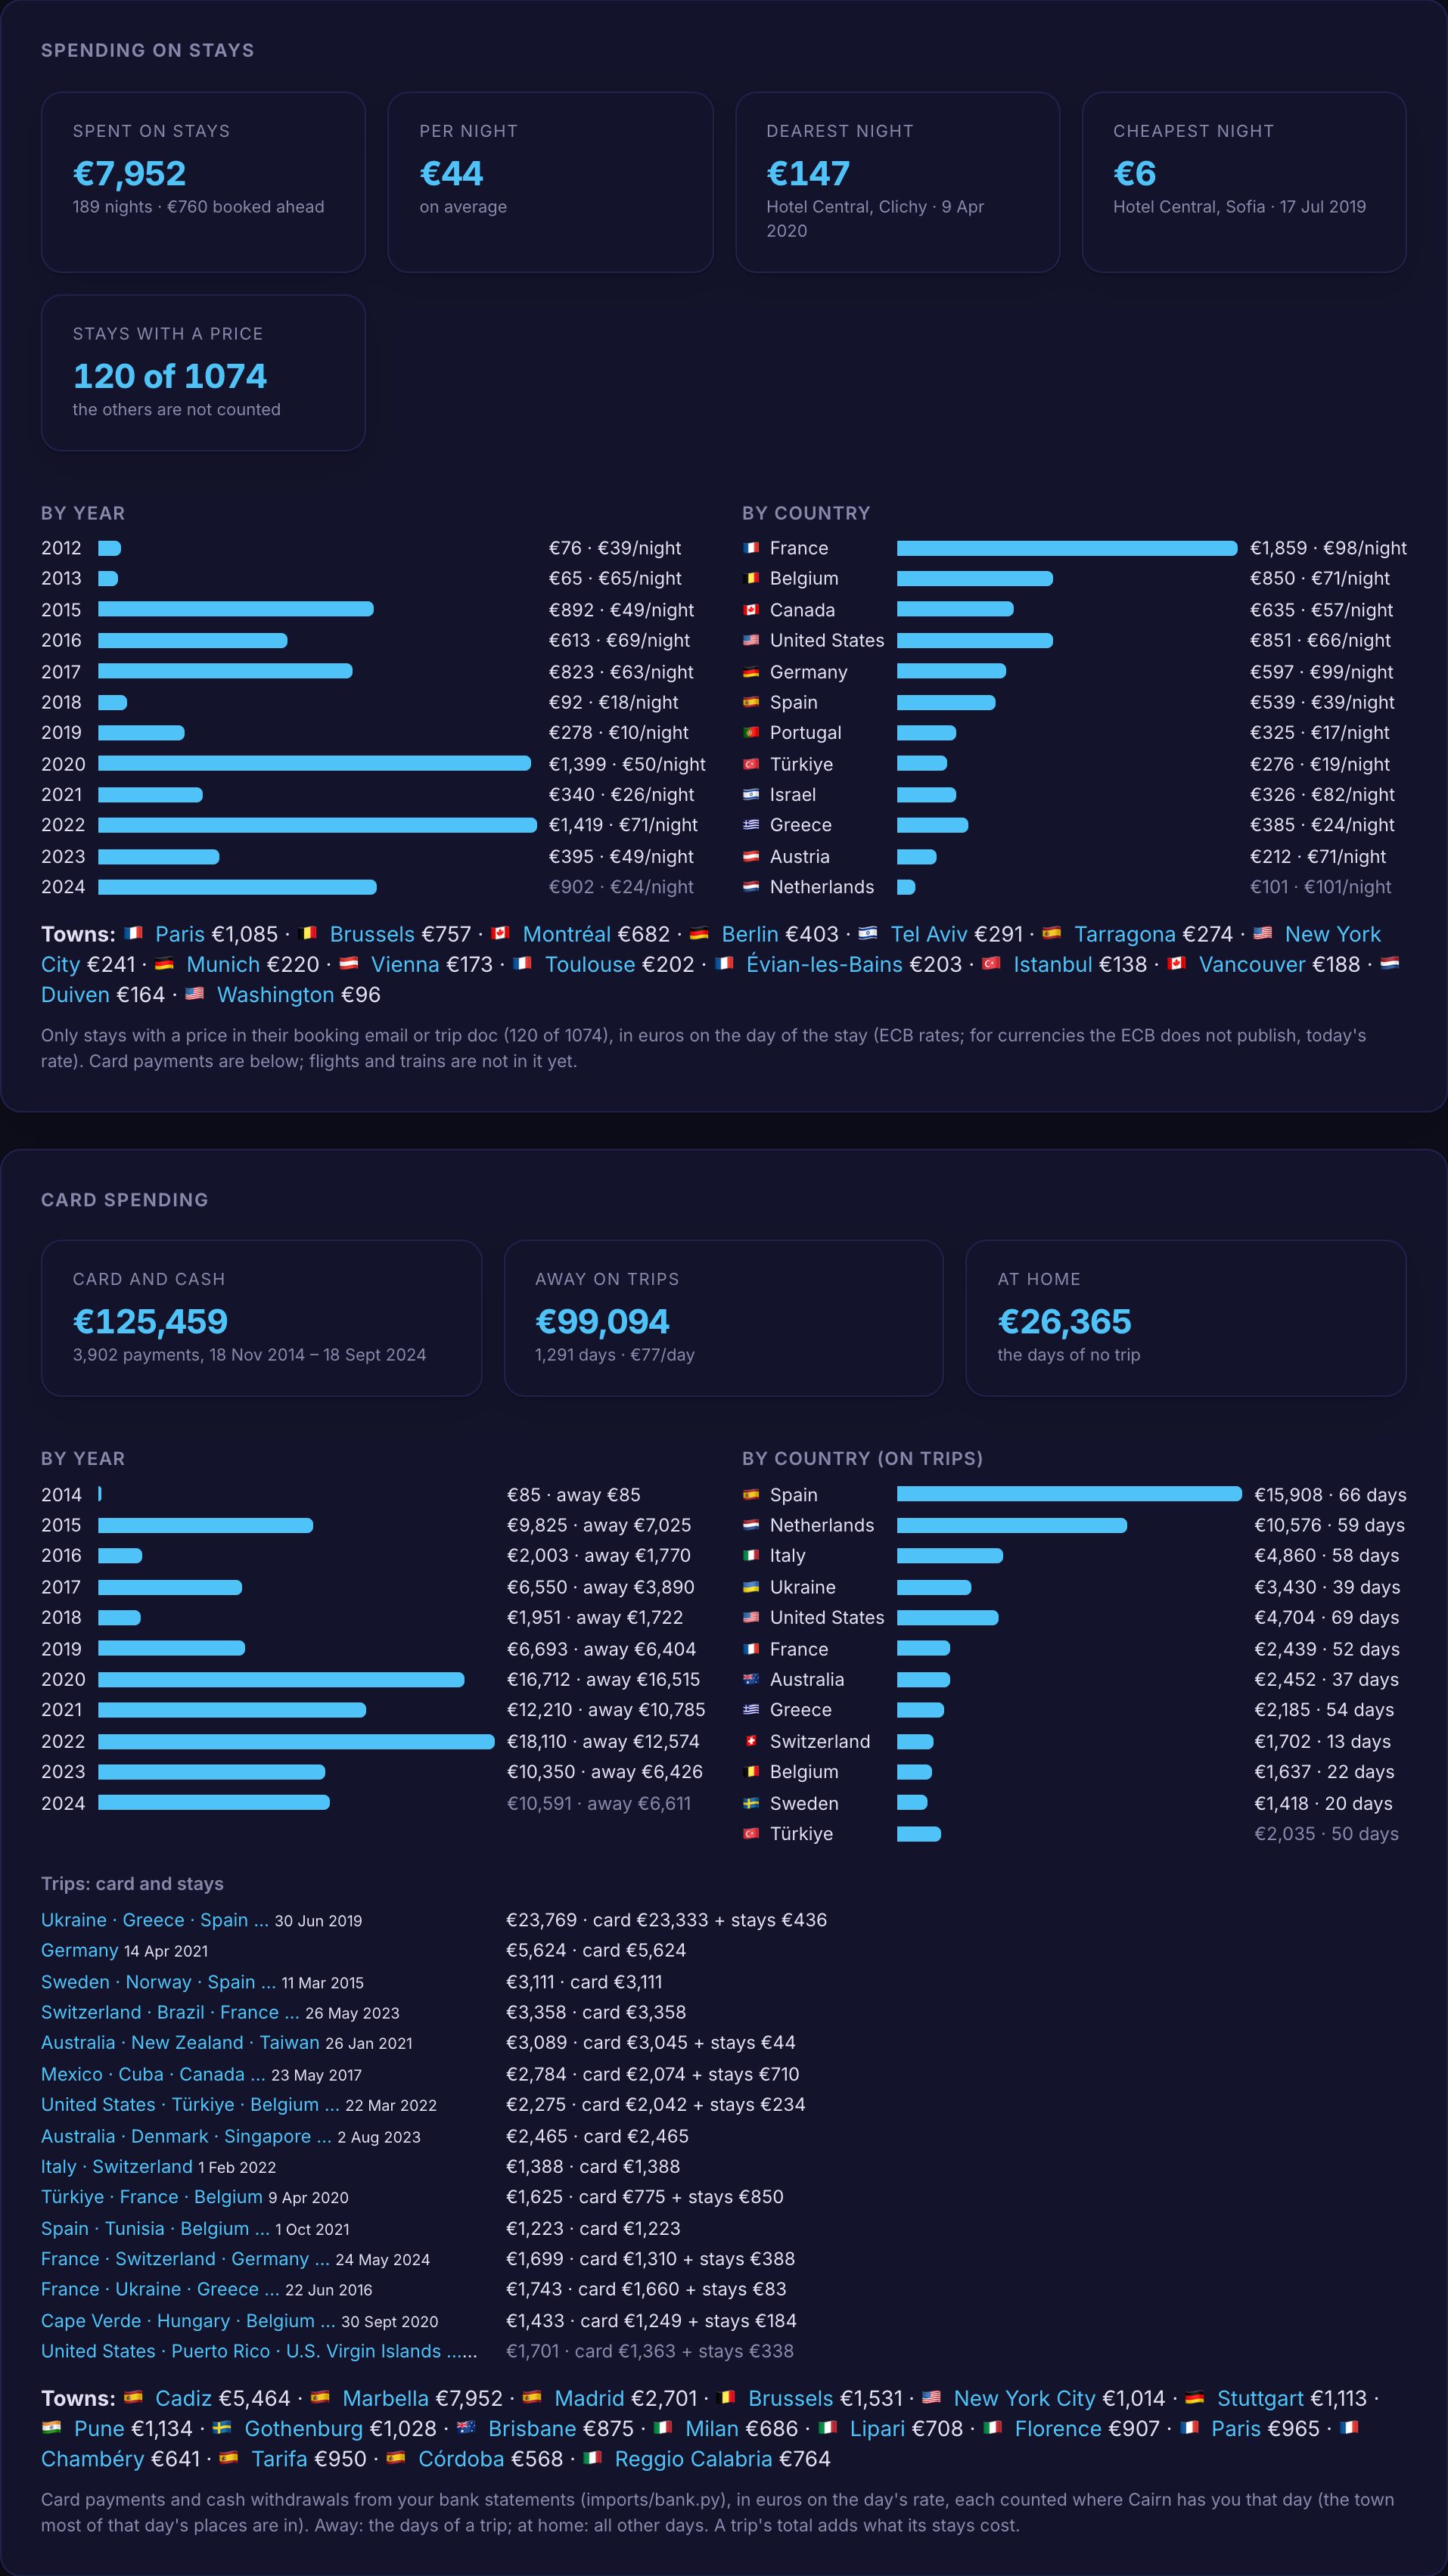 SPENDING ON STAYS
SPENT ON STAYS
€7,952
189 nights · €760 booked ahead
PER NIGHT
€44
on average
DEAREST NIGHT
€147
Hotel Central, Clichy · 9 Apr
2020
CHEAPEST NIGHT
€6
Hotel Central, Sofia · 17 Jul 2019
STAYS WITH A PRICE
120 of 1074
the others are not counted
BY YEAR
2012 €76 · €39/night
2013 €65 · €65/night
2015 €892 · €49/night
2016 €613 · €69/night
2017 €823 · €63/night
2018 €92 · €18/night
2019 €278 · €10/night
2020 €1,399 · €50/night
2021 €340 · €26/night
2022 €1,419 · €71/night
2023 €395 · €49/night
2024 €902 · €24/night
BY COUNTRY
France €1,859 · €98/night
Belgium €850 · €71/night
Canada €635 · €57/night
United States €851 · €66/night
Germany €597 · €99/night
Spain €539 · €39/night
Portugal €325 · €17/night
Türkiye €276 · €19/night
Israel €326 · €82/night
Greece €385 · €24/night
Austria €212 · €71/night
Netherlands €101 · €101/night
Towns: Paris €1,085 · Brussels €757 · Montréal €682 · Berlin €403 · Tel Aviv €291 · Tarragona €274 · New York
City €241 · Munich €220 · Vienna €173 · Toulouse €202 · Évian-les-Bains €203 · Istanbul €138 · Vancouver €188 ·
Duiven €164 · Washington €96
Only stays with a price in their booking email or trip doc (120 of 1074), in euros on the day of the stay (ECB rates; for currencies the ECB does not publish, today's
rate). Card payments are below; flights and trains are not in it yet.
CARD SPENDING
CARD AND CASH
€125,459
3,902 payments, 18 Nov 2014 – 18 Sept 2024
AWAY ON TRIPS
€99,094
1,291 days · €77/day
AT HOME
€26,365
the days of no trip
BY YEAR
2014 €85 · away €85
2015 €9,825 · away €7,025
2016 €2,003 · away €1,770
2017 €6,550 · away €3,890
2018 €1,951 · away €1,722
2019 €6,693 · away €6,404
2020 €16,712 · away €16,515
2021 €12,210 · away €10,785
2022 €18,110 · away €12,574
2023 €10,350 · away €6,426
2024 €10,591 · away €6,611
BY COUNTRY (ON TRIPS)
Spain €15,908 · 66 days
Netherlands €10,576 · 59 days
Italy €4,860 · 58 days
Ukraine €3,430 · 39 days
United States €4,704 · 69 days
France €2,439 · 52 days
Australia €2,452 · 37 days
Greece €2,185 · 54 days
Switzerland €1,702 · 13 days
Belgium €1,637 · 22 days
Sweden €1,418 · 20 days
Türkiye €2,035 · 50 days
Trips: card and stays
Ukraine · Greece · Spain … 30 Jun 2019 €23,769 · card €23,333 + stays €436
Germany 14 Apr 2021 €5,624 · card €5,624
Sweden · Norway · Spain … 11 Mar 2015 €3,111 · card €3,111
Switzerland · Brazil · France … 26 May 2023 €3,358 · card €3,358
Australia · New Zealand · Taiwan 26 Jan 2021 €3,089 · card €3,045 + stays €44
Mexico · Cuba · Canada … 23 May 2017 €2,784 · card €2,074 + stays €710
United States · Türkiye · Belgium … 22 Mar 2022 €2,275 · card €2,042 + stays €234
Australia · Denmark · Singapore … 2 Aug 2023 €2,465 · card €2,465
Italy · Switzerland 1 Feb 2022 €1,388 · card €1,388
Türkiye · France · Belgium 9 Apr 2020 €1,625 · card €775 + stays €850
Spain · Tunisia · Belgium … 1 Oct 2021 €1,223 · card €1,223
France · Switzerland · Germany … 24 May 2024 €1,699 · card €1,310 + stays €388
France · Ukraine · Greece … 22 Jun 2016 €1,743 · card €1,660 + stays €83
Cape Verde · Hungary · Belgium … 30 Sept 2020 €1,433 · card €1,249 + stays €184
United States · Puerto Rico · U.S. Virgin Islands …… €1,701 · card €1,363 + stays €338
Towns: Cadiz €5,464 · Marbella €7,952 · Madrid €2,701 · Brussels €1,531 · New York City €1,014 · Stuttgart €1,113 ·
Pune €1,134 · Gothenburg €1,028 · Brisbane €875 · Milan €686 · Lipari €708 · Florence €907 · Paris €965 ·
Chambéry €641 · Tarifa €950 · Córdoba €568 · Reggio Calabria €764
Card payments and cash withdrawals from your bank statements (imports/bank.py), in euros on the day's rate, each counted where Cairn has you that day (the town
most of that day's places are in). Away: the days of a trip; at home: all other days. A trip's total adds what its stays cost.